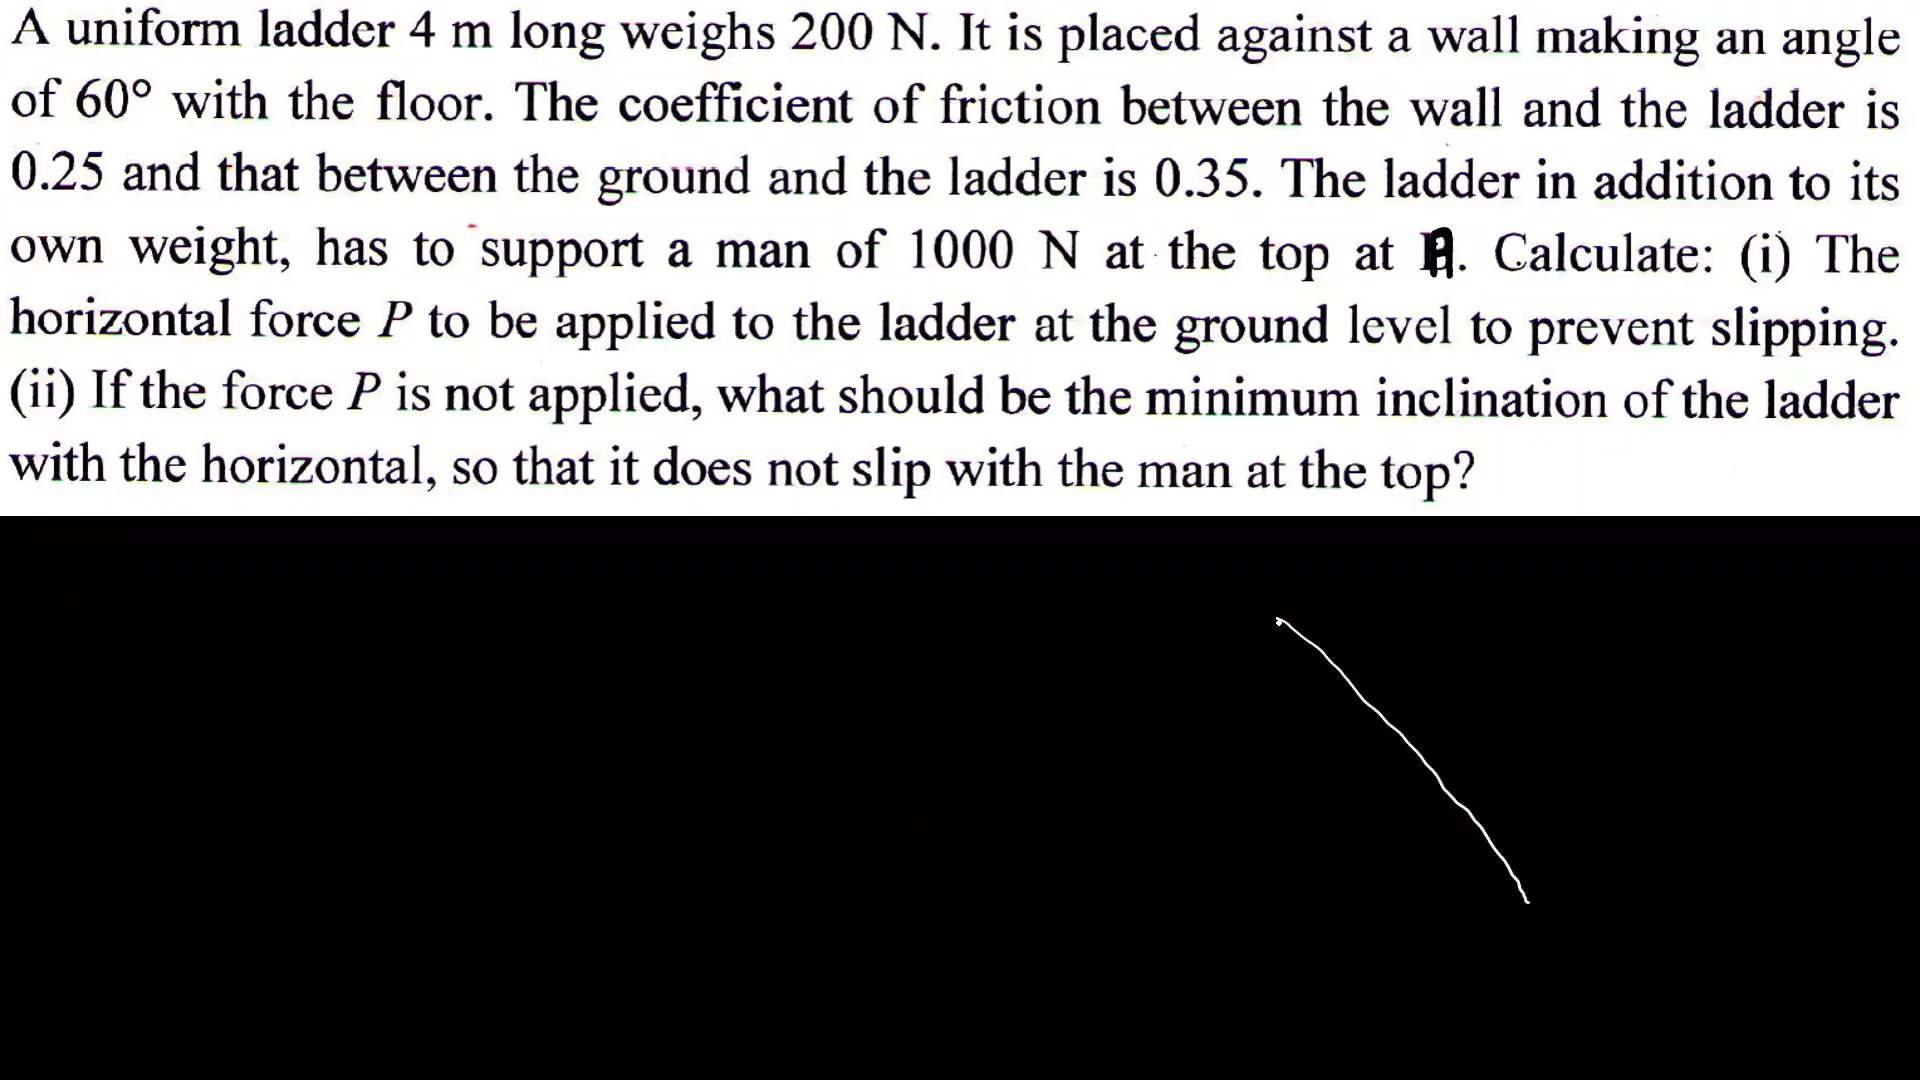 A uniform ladder 4 m long weighs 200 N. It is placed against a wall making an angle
of 60° with the floor. The coefficient of friction between the wall and the ladder is
0.25 and that between the ground and the ladder is 0.35. The ladder in addition to its
own weight, has to support a man of 1000 N at the top at A. Calculate: (i) The
horizontal force P to be applied to the ladder at the ground level to prevent slipping.
(ii) If the force P is not applied, what should be the minimum inclination of the ladder
with the horizontal, so that it does not slip with the man at the top?